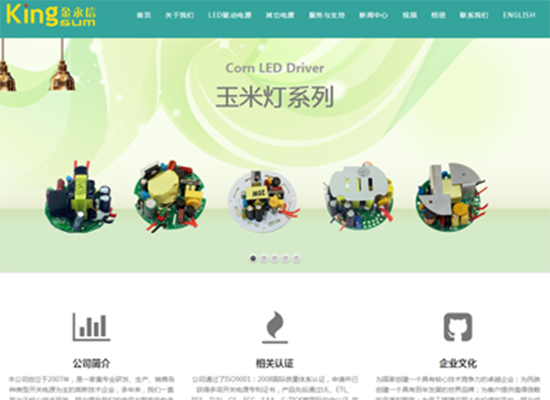 King 金永信
sum
首页 关于我们 LED驱动电源 其它电源 服务与支持 新闻中心 视频 相册 联系我们 ENGLISH
Corn LED Driver
玉米灯系列
公司简介
相关认证
企业文化
本公司创立于2007年，是一家集专业研发、生产、销售各
种类型开关电源为主的高新技术企业，多年来，我们一直
公司通过了ISO9001：2008国际质量体系认证，申请并已
获得多项开关电源专利证书，产品先后通过UL、ETL、
为国家创建一个具有核心技术竞争力的卓越企业；为民族
创建一个具有百年发展的世界品牌；为客户提供值得信赖